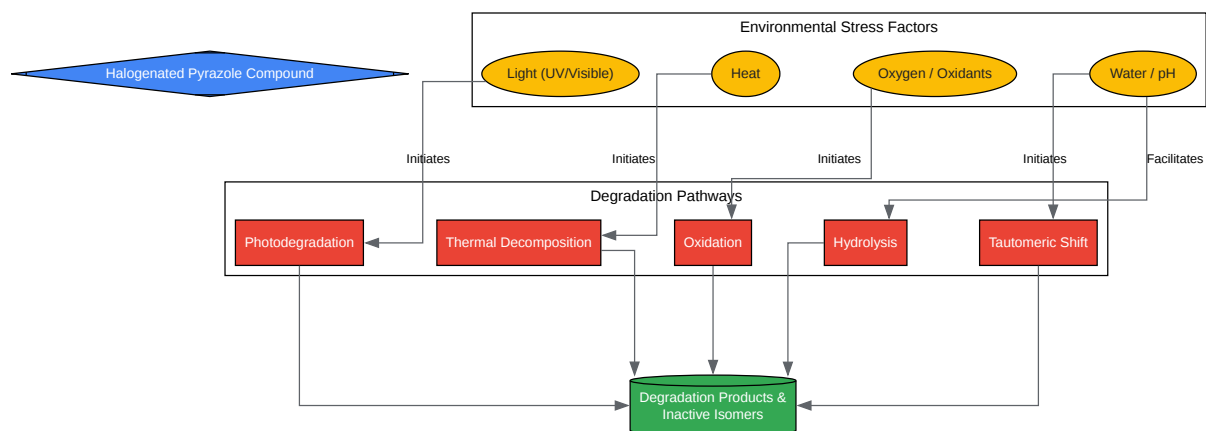 Environmental Stress Factors
Halogenated Pyrazole Compound
Light (UV/Visible)
Heat
Oxygen / Oxidants
Water / pH
Initiates
Initiates
Initiates
Initiates
Facilitates
Degradation Pathways
Photodegradation
Thermal Decomposition
Oxidation
Hydrolysis
Tautomeric Shift
Degradation Products &
Inactive Isomers